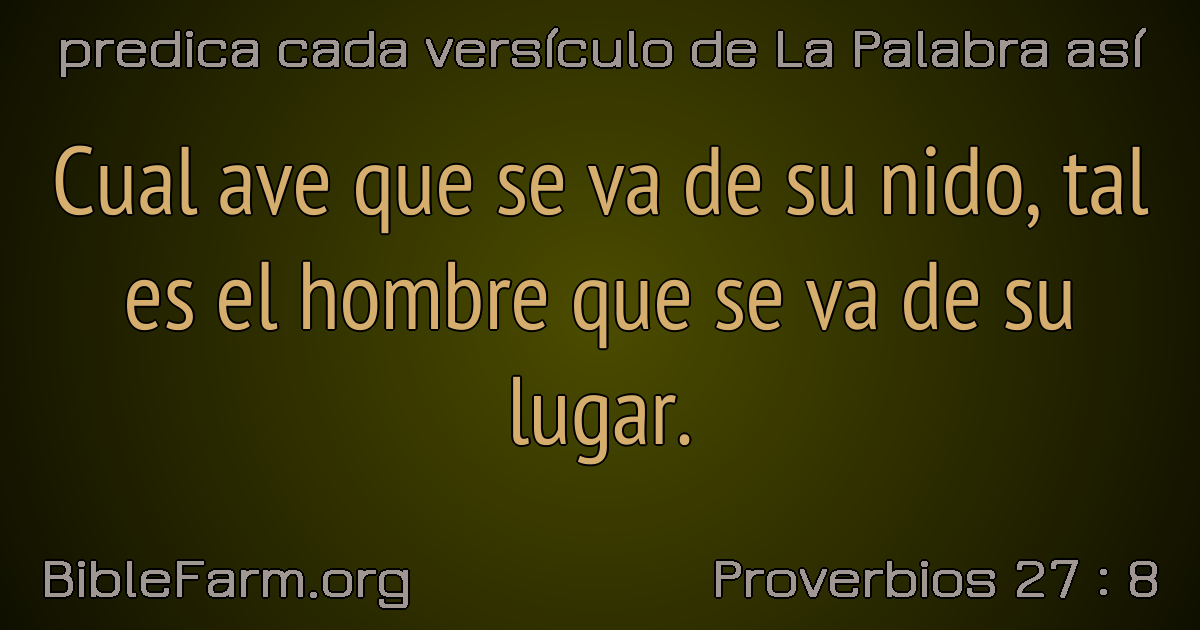 predica cada versículo de La Palabra así
Cual ave que se va de su nido, tal
es el hombre que se va de su
lugar.
BibleFarm.org
Proverbios 27 : 8